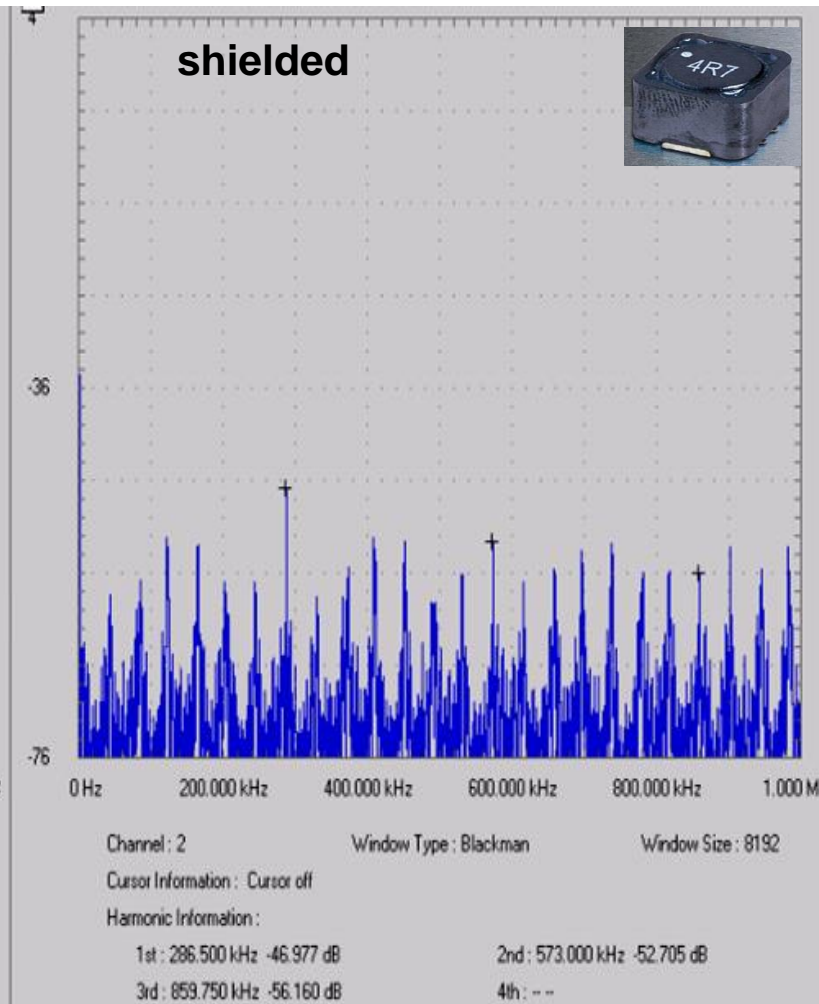 shielded
4R7
-36
-76
0 Hz 200.000 kHz 400.000 kHz 600.000 kHz 800.000 kHz 1.000 M
Channel : 2 Window Type : Blackman Window Size : 8192
Cursor Information : Cursor off
Harmonic Information :
1st : 286.500 kHz -46.977 dB 2nd : 573.000 kHz -52.705 dB
3rd : 859.750 kHz -56.160 dB 4th : -- --